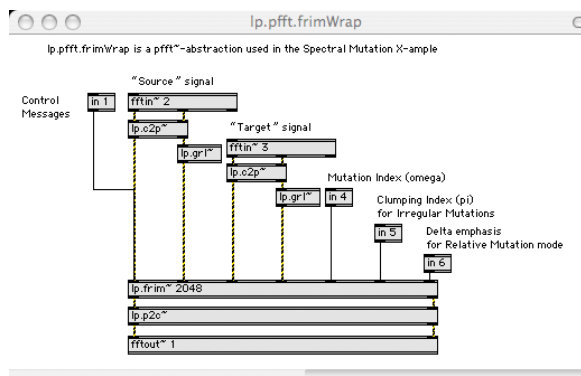 lp.pfft.frimWrap
lp.pfft.frimWrap is a pfft~-abstraction used in the Spectral Mutation X-ample
"Source" signal
Control
Messages
in 1
fftin~ 2
lp.c2p~
"Target" signal
lp.grl~
fftin~ 3
lp.c2p~
Mutation Index (omega)
lp.grl~
in 4
Clumping Index (pi)
for Irregular Mutations
in 5
Delta emphasis
for Relative Mutation mode
in 6
lp.frim~ 2048
lp.p2c~
fftout~ 1